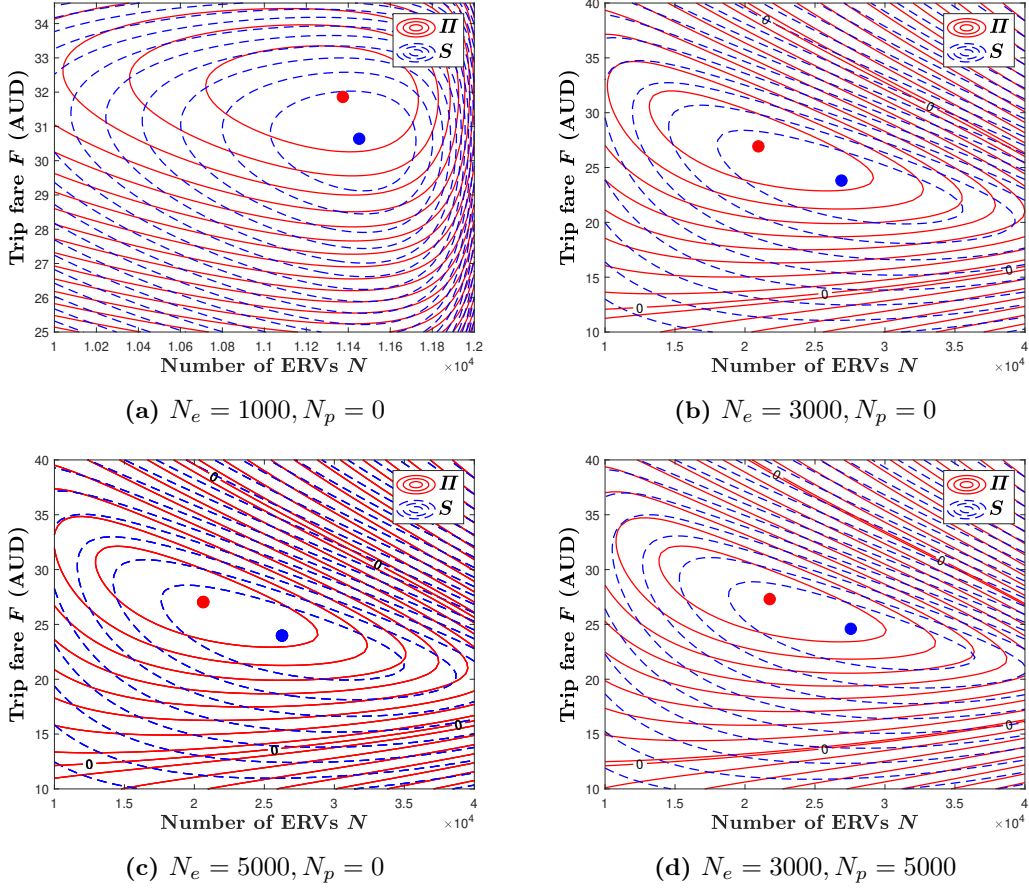 Π
S
Trip fare F (AUD)
34
33
32
31
30
29
28
27
26
25
1 1.02 1.04 1.06 1.08 1.1 1.12 1.14 1.16 1.18 1.2
Number of ERVs N
×10⁴
(a) Nₑ = 1000, Nₚ = 0
Π
S
0
Trip fare F (AUD)
40
35
30
25
20
15
10
0
0
0
0
1 1.5 2 2.5 3 3.5 4
Number of ERVs N
×10⁴
(b) Nₑ = 3000, Nₚ = 0
Π
S
0
Trip fare F (AUD)
40
35
30
25
20
15
10
0
0
0
0
1 1.5 2 2.5 3 3.5 4
Number of ERVs N
×10⁴
(c) Nₑ = 5000, Nₚ = 0
Π
S
0
Trip fare F (AUD)
40
35
30
25
20
15
10
0
0
0
0
1 1.5 2 2.5 3 3.5 4
Number of ERVs N
×10⁴
(d) Nₑ = 3000, Nₚ = 5000